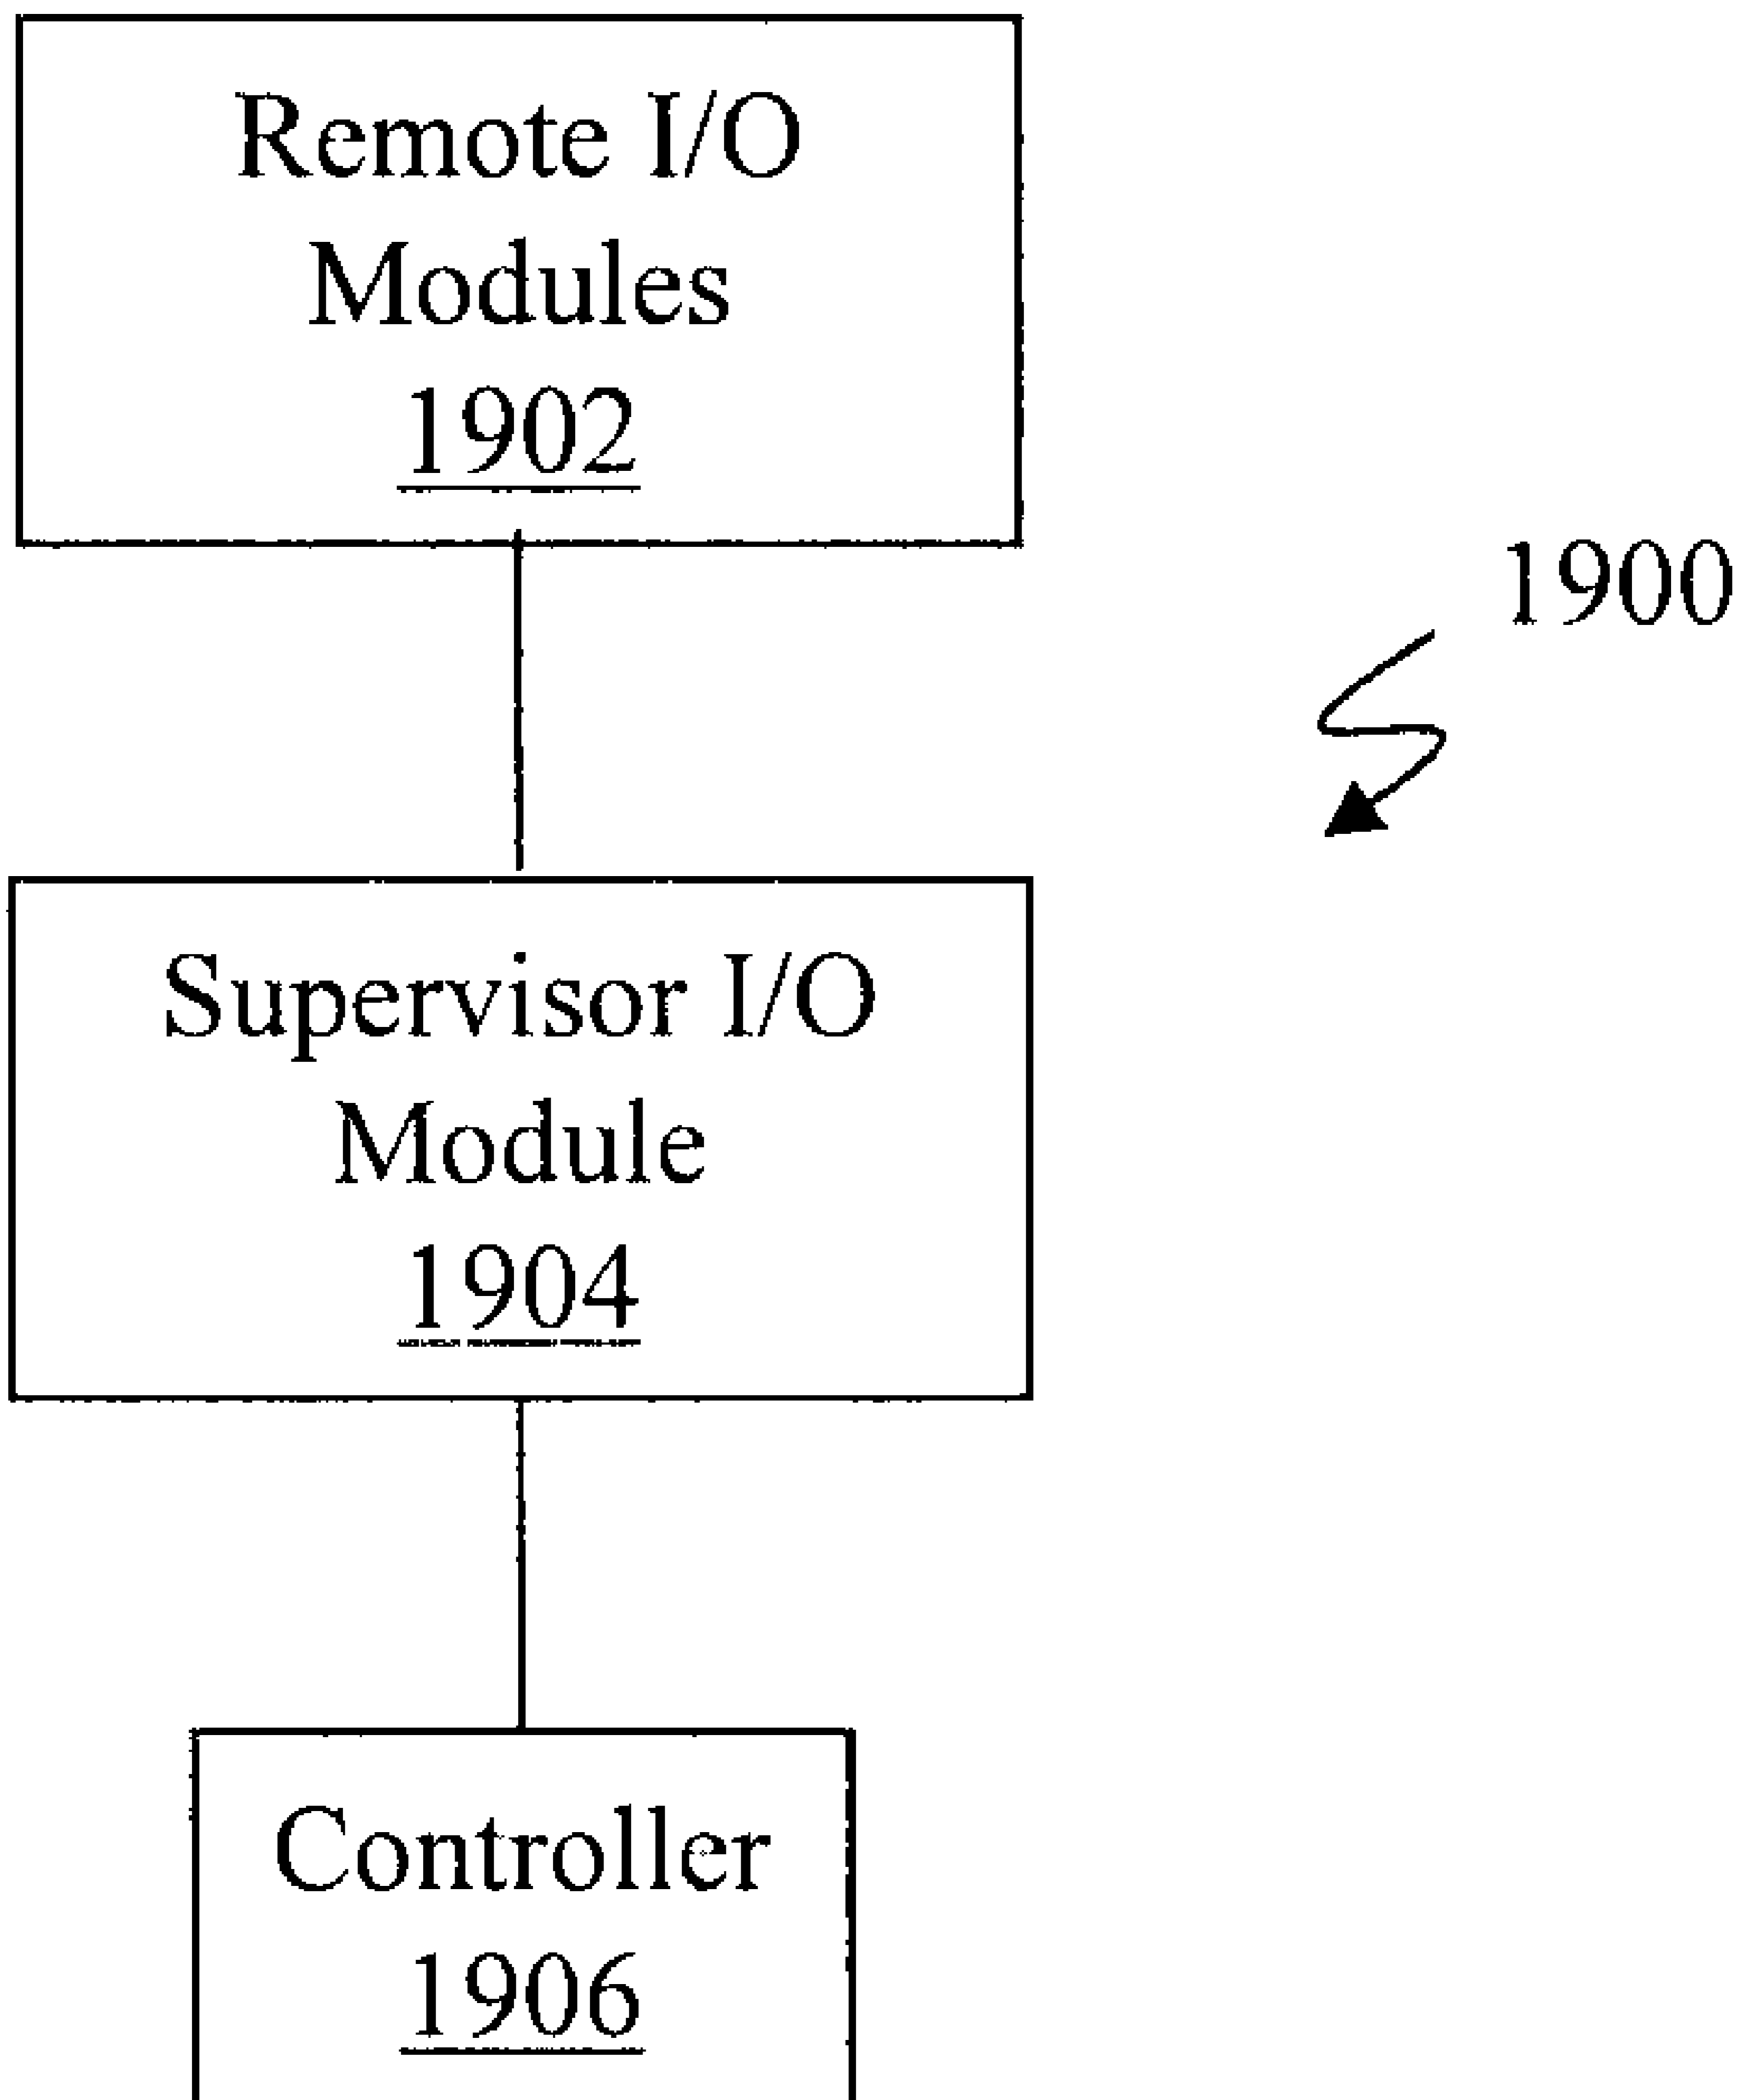 Remote I/O
Modules
1902
1900
Supervisor I/O
Module
1904
Controller
1906